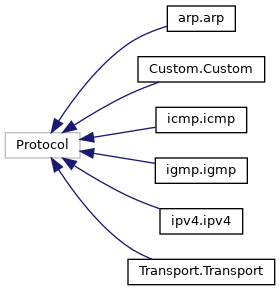 arp.arp
Custom.Custom
icmp.icmp
Protocol
igmp.igmp
ipv4.ipv4
Transport.Transport